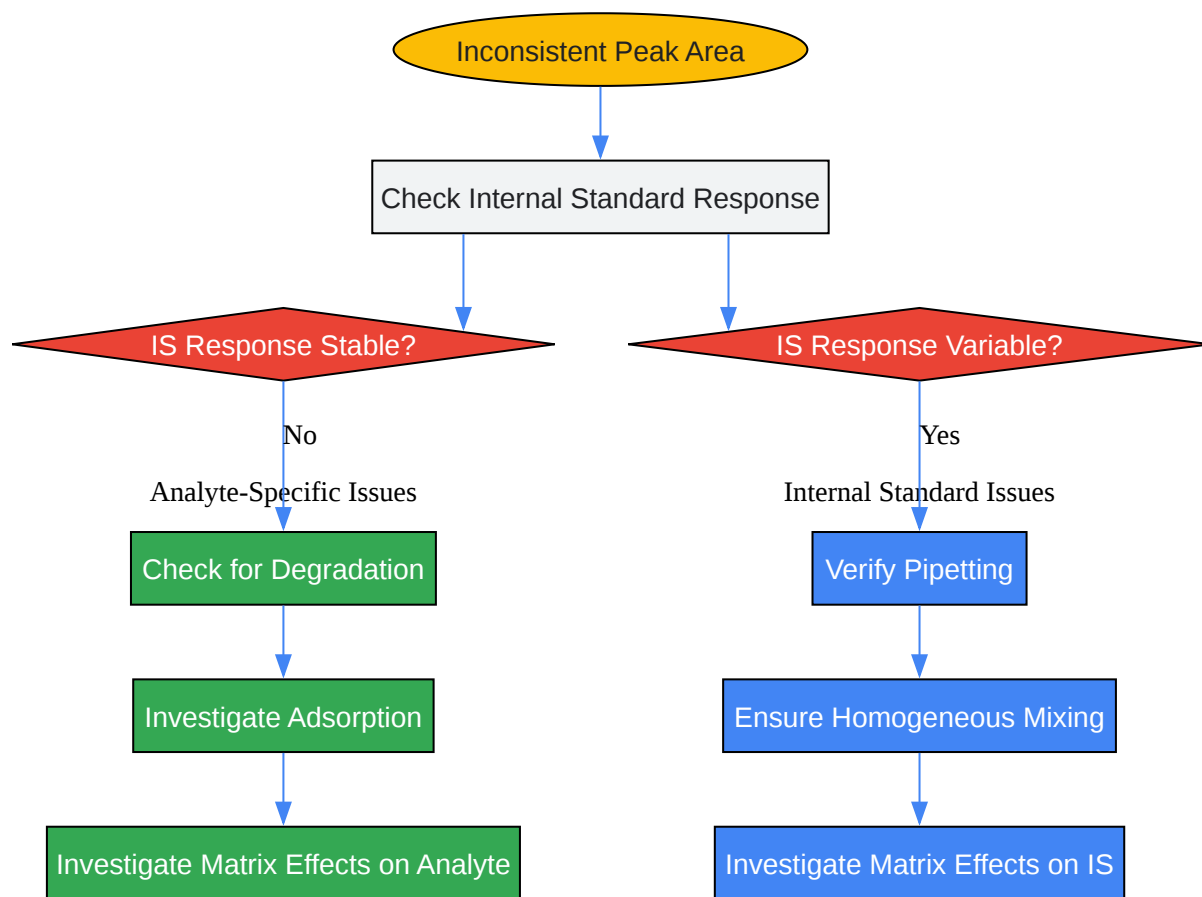 Inconsistent Peak Area
Check Internal Standard Response
IS Response Stable?
IS Response Variable?
No
Yes
Analyte-Specific Issues
Internal Standard Issues
Check for Degradation
Verify Pipetting
Investigate Adsorption
Ensure Homogeneous Mixing
Investigate Matrix Effects on Analyte
Investigate Matrix Effects on IS